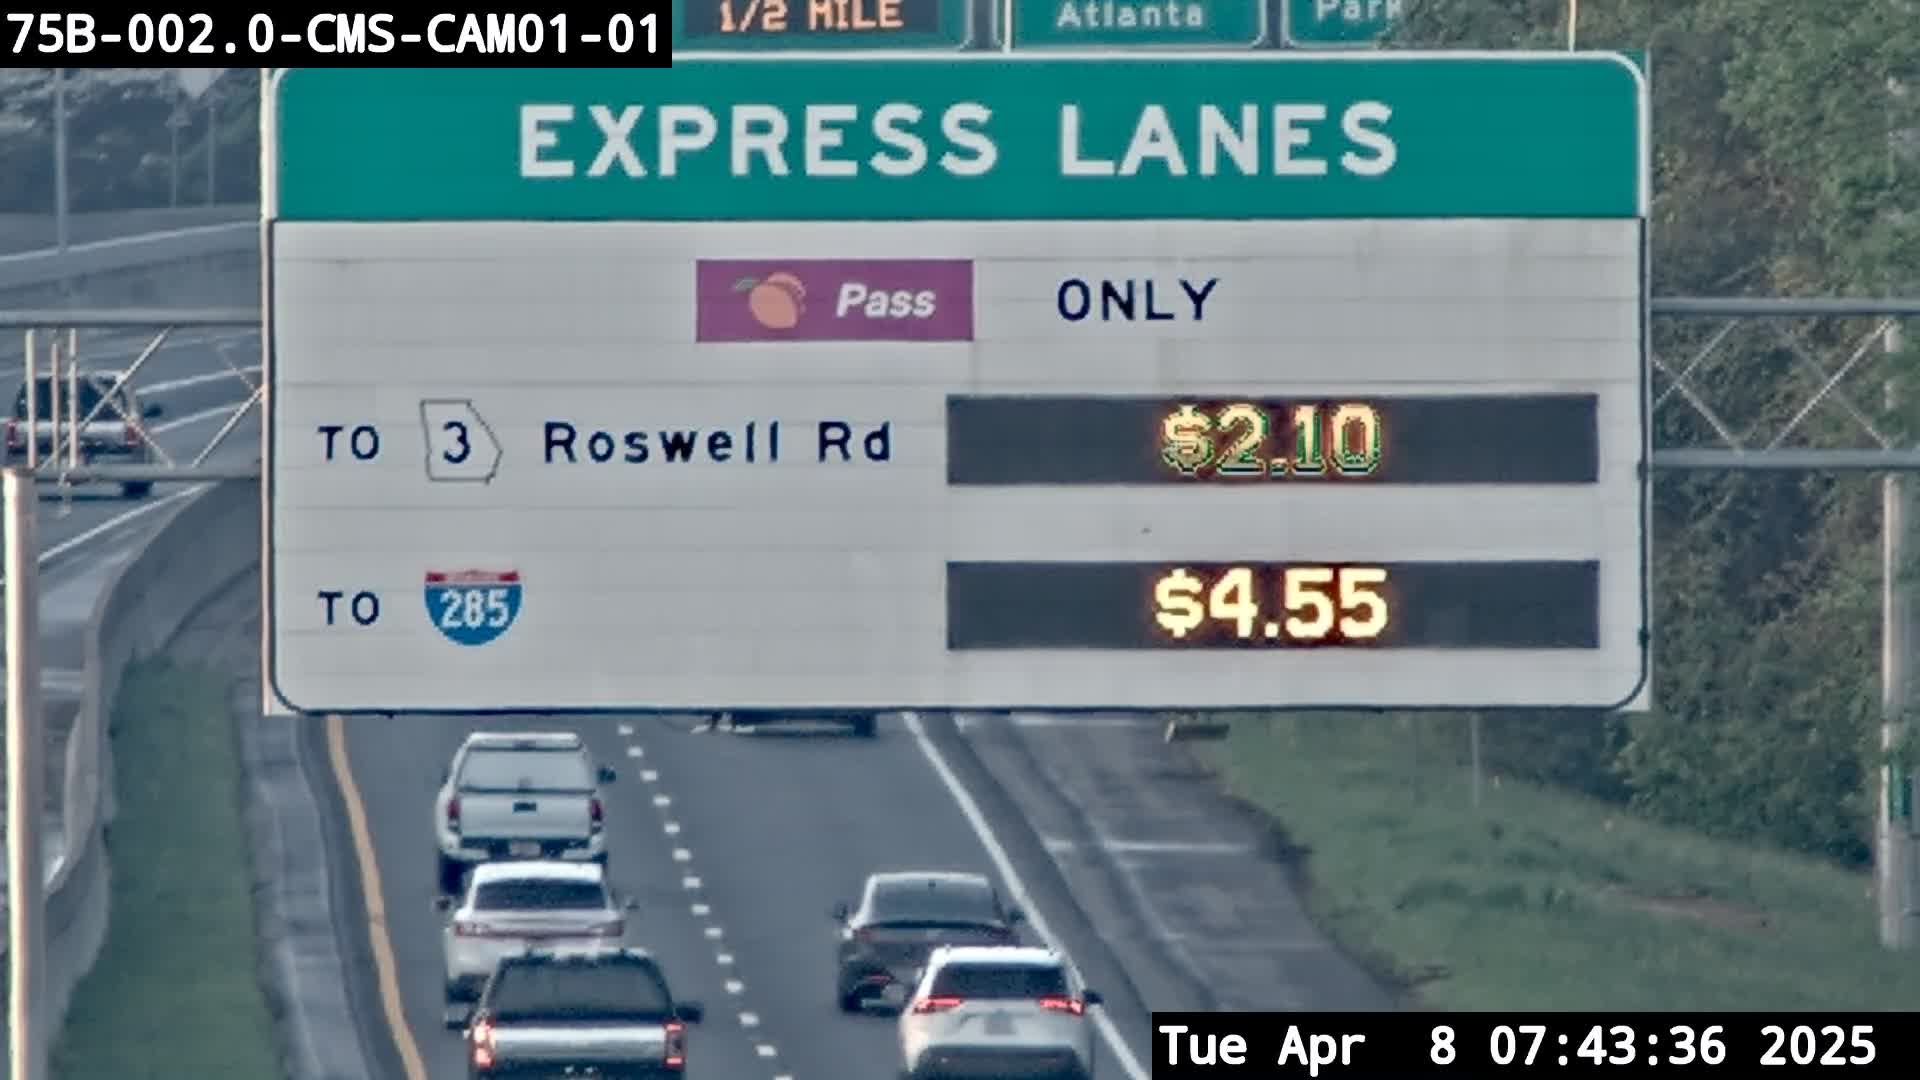 75B-002.0-CMS-CAM01-01
1/2 MILE
Atlanta
Park
EXPRESS LANES
Pass ONLY
TO 3 Roswell Rd $2.10
TO 285 $4.55
Tue Apr 8 07:43:36 2025